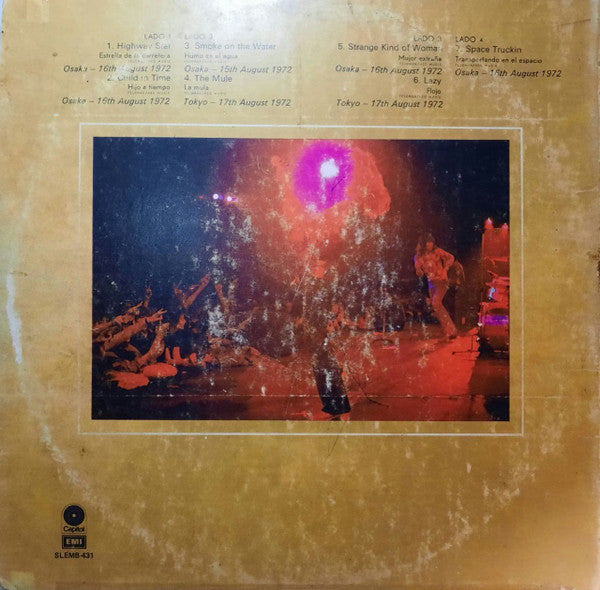 LADO 1
1. Highway Star
Estrella de la carretera
Osaka – 16th August 1972
2. Child in Time
Hijo a tiempo
Osaka – 16th August 1972
LADO 2
3. Smoke on the Water
Humo en el agua
Osaka – 15th August 1972
4. The Mule
La mula
Tokyo – 17th August 1972
LADO 3
5. Strange Kind of Woman
Mujer extraña
Osaka – 16th August 1972
6. Lazy
Flojo
Tokyo – 17th August 1972
LADO 4
7. Space Truckin
Transportando en el espacio
Osaka – 16th August 1972
Capitol
EMI
SLEMB-431